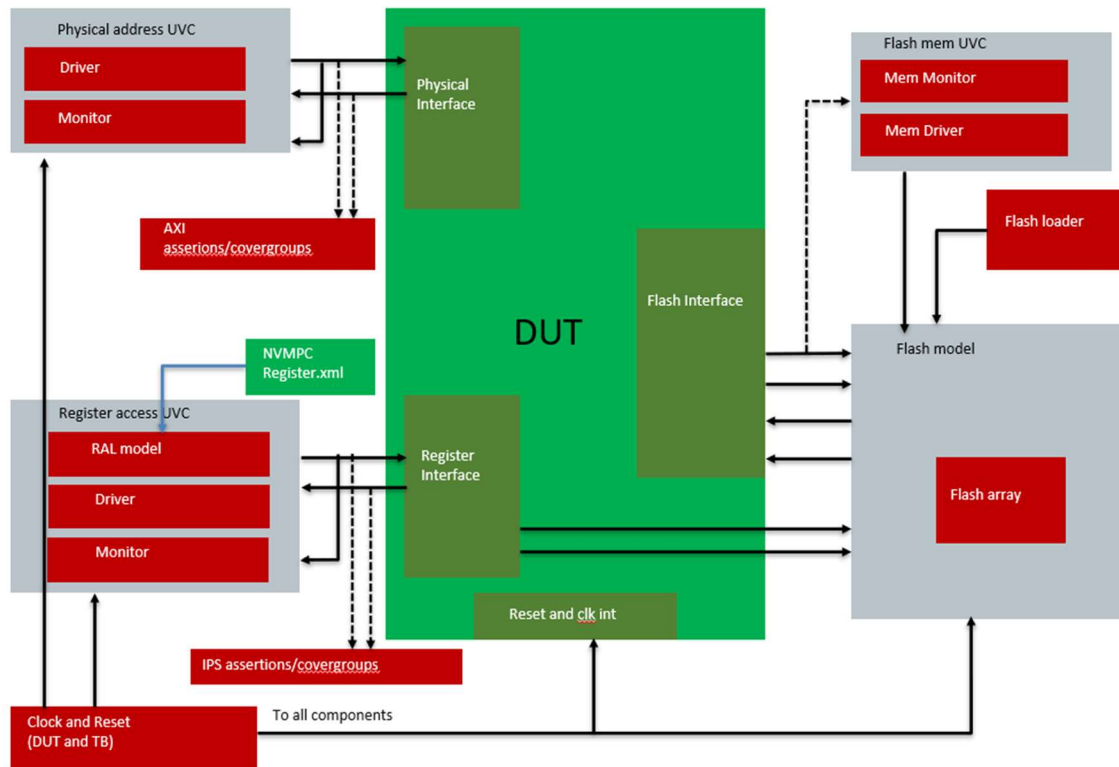 Physical address UVC
Driver
Monitor
AXI
asserions/covergroups
NVMPC
Register.xml
Register access UVC
RAL model
Driver
Monitor
IPS assertions/covergroups
Clock and Reset
(DUT and TB)
To all components
Physical
Interface
DUT
Flash Interface
Register
Interface
Reset and clk int
Flash mem UVC
Mem Monitor
Mem Driver
Flash loader
Flash model
Flash array